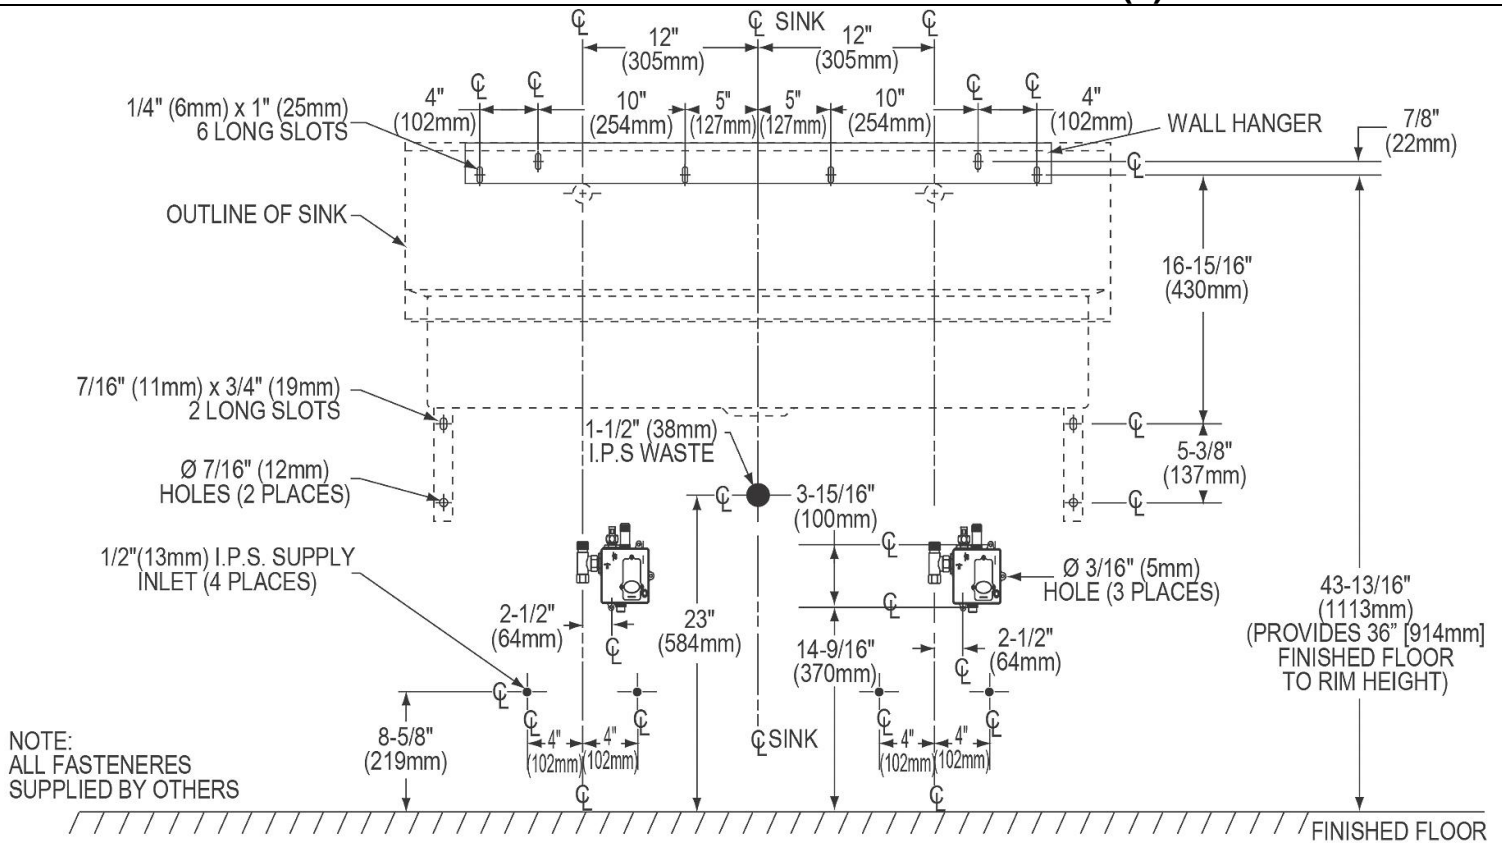 ℄ ℄ SINK ℄
12" 12"
(305mm) (305mm)
℄ ℄ ℄ ℄
4" 10" 5" 5" 10" 4"
(102mm) (254mm) (127mm) (127mm) (254mm) (102mm)
1/4" (6mm) x 1" (25mm)
6 LONG SLOTS
WALL HANGER
7/8"
(22mm)
℄
OUTLINE OF SINK
16-15/16"
(430mm)
7/16" (11mm) x 3/4" (19mm)
2 LONG SLOTS
1-1/2" (38mm)
I.P.S WASTE
℄
5-3/8"
(137mm)
Ø 7/16" (12mm)
HOLES (2 PLACES)
℄
3-15/16"
(100mm)
℄
1/2"(13mm) I.P.S. SUPPLY
INLET (4 PLACES)
℄
℄
Ø 3/16" (5mm)
HOLE (3 PLACES)
43-13/16"
(1113mm)
(PROVIDES 36” [914mm]
FINISHED FLOOR
TO RIM HEIGHT)
2-1/2"
(64mm)
℄
23"
(584mm)
14-9/16"
(370mm)
2-1/2"
(64mm)
℄
℄
℄ ℄ ℄ ℄
8-5/8"
(219mm)
4" 4"
(102mm) (102mm)
℄ SINK
4" 4"
(102mm) (102mm)
℄ ℄
NOTE:
ALL FASTENERES
SUPPLIED BY OTHERS
FINISHED FLOOR